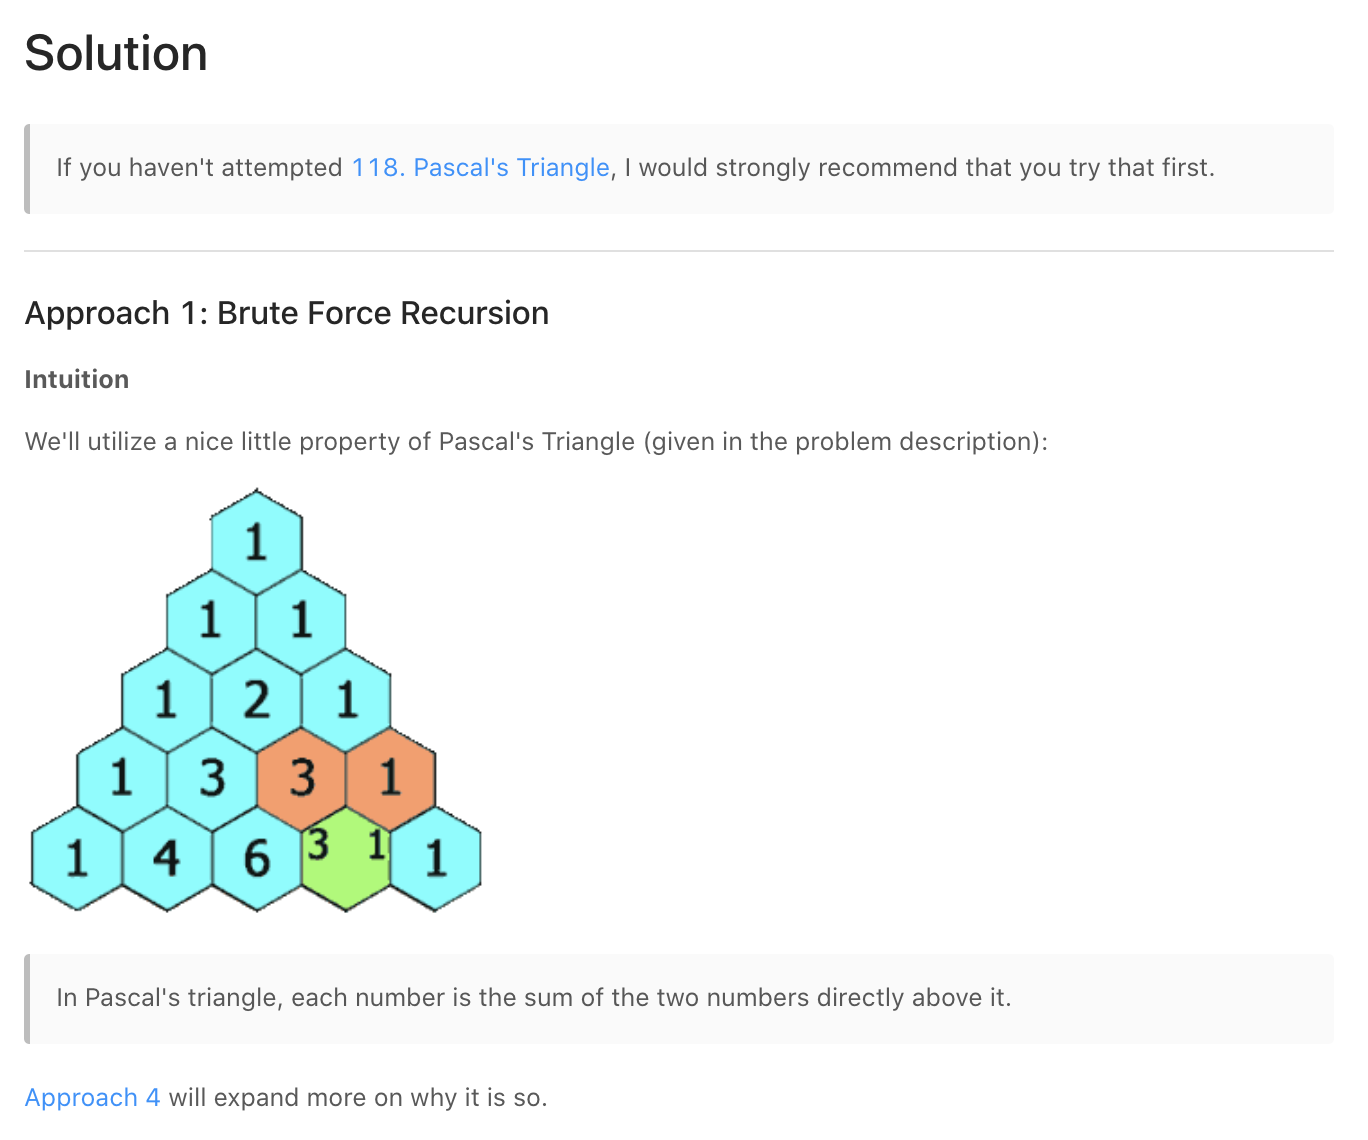 Solution
If you haven't attempted 118. Pascal's Triangle, I would strongly recommend that you try that first.
Approach 1: Brute Force Recursion
Intuition
We'll utilize a nice little property of Pascal's Triangle (given in the problem description):
1
1 1
1 2 1
1 3 3 1
1 4 6 3 1 1
In Pascal's triangle, each number is the sum of the two numbers directly above it.
Approach 4 will expand more on why it is so.